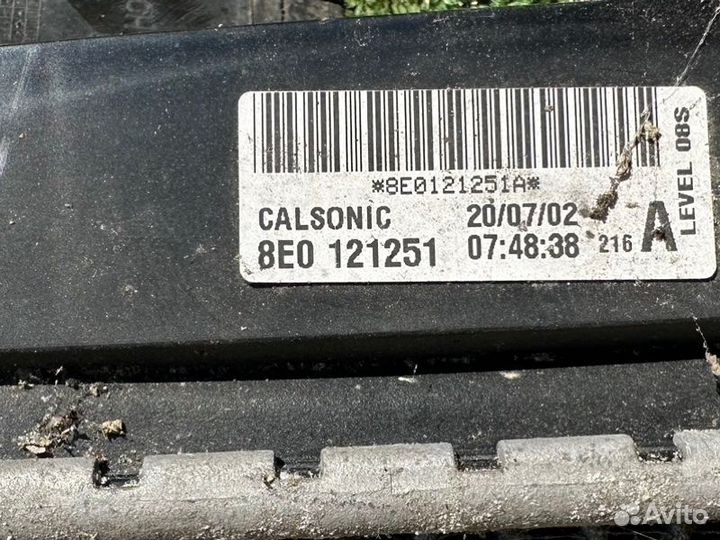 *8E0121251A*
CALSONIC 20/07/02
8E0 121251 07:48:38 216 A
LEVEL 08S
Avito